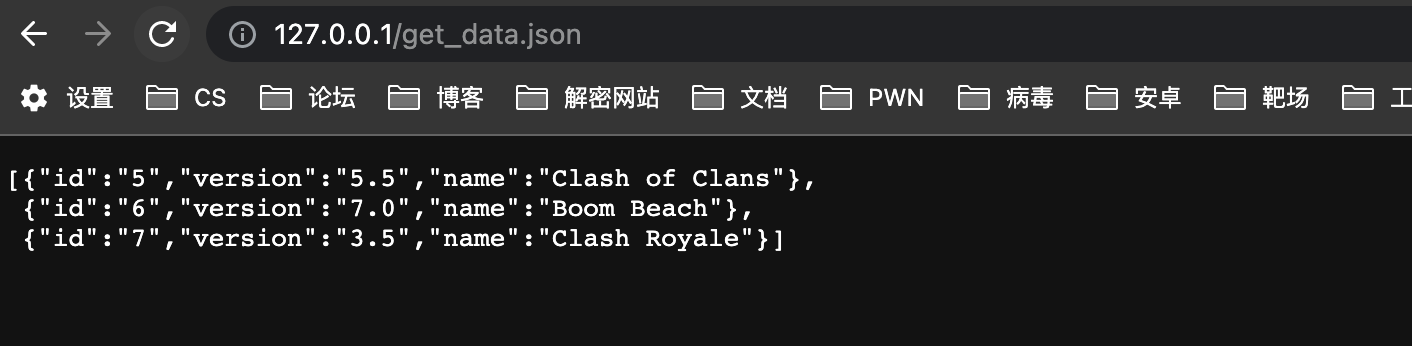 127.0.0.1/get_data.json
设置 CS 论坛 博客 解密网站 文档 PWN 病毒 安卓 靶场 工
[{"id":"5","version":"5.5","name":"Clash of Clans"},
{"id":"6","version":"7.0","name":"Boom Beach"},
{"id":"7","version":"3.5","name":"Clash Royale"}]